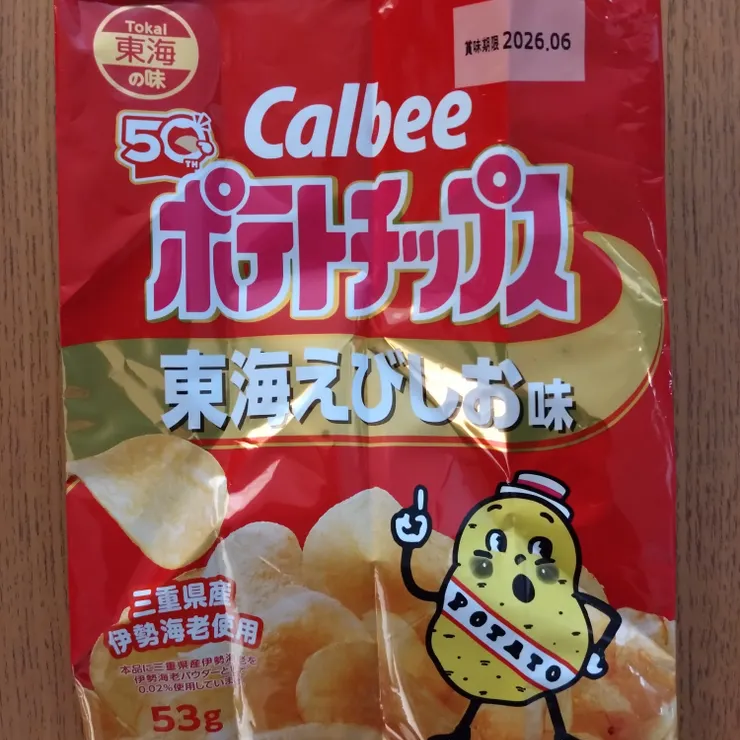 Tokai
東海
の味
賞味期限 2026.06
50TH
Calbee
ポテトチップス
東海えびしお味
三重県産
伊勢海老使用
本品に三重県産伊勢海老を
伊勢海老パウダーとして
0.02%使用しています
53g
POTATO